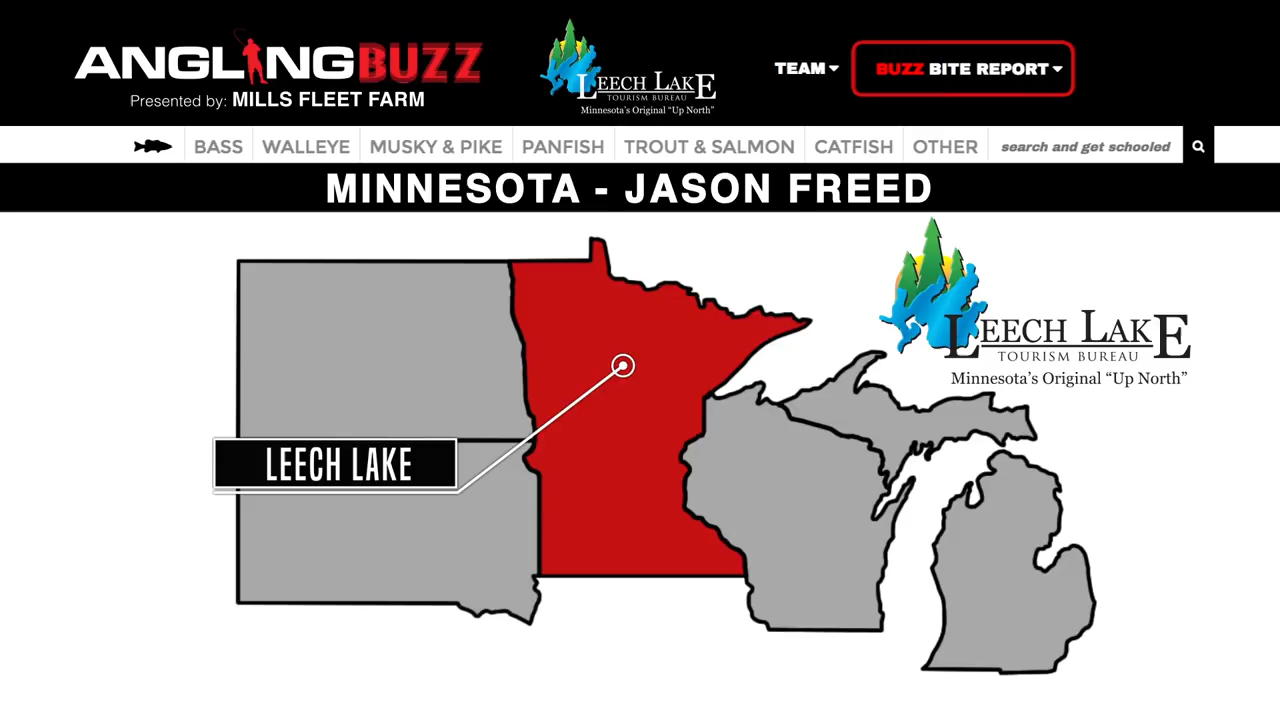 ANGLINGBUZZ
Presented by: MILLS FLEET FARM
LEECH LAKE
TOURISM BUREAU
Minnesota's Original "Up North"
TEAM
BUZZ BITE REPORT
BASS WALLEYE MUSKY & PIKE PANFISH TROUT & SALMON CATFISH OTHER search and get schooled
MINNESOTA - JASON FREED
LEECH LAKE
TOURISM BUREAU
Minnesota's Original "Up North"
LEECH LAKE